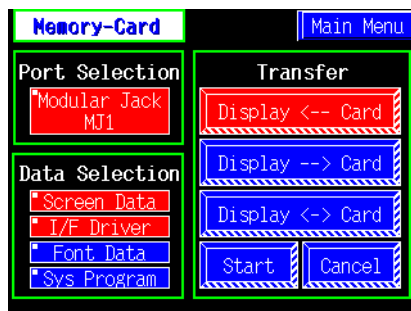 Memory-Card
Main Menu
Port Selection
Modular Jack
MJ1
Data Selection
Screen Data
I/F Driver
Font Data
Sys Program
Transfer
Display <-- Card
Display --> Card
Display <-> Card
Start
Cancel